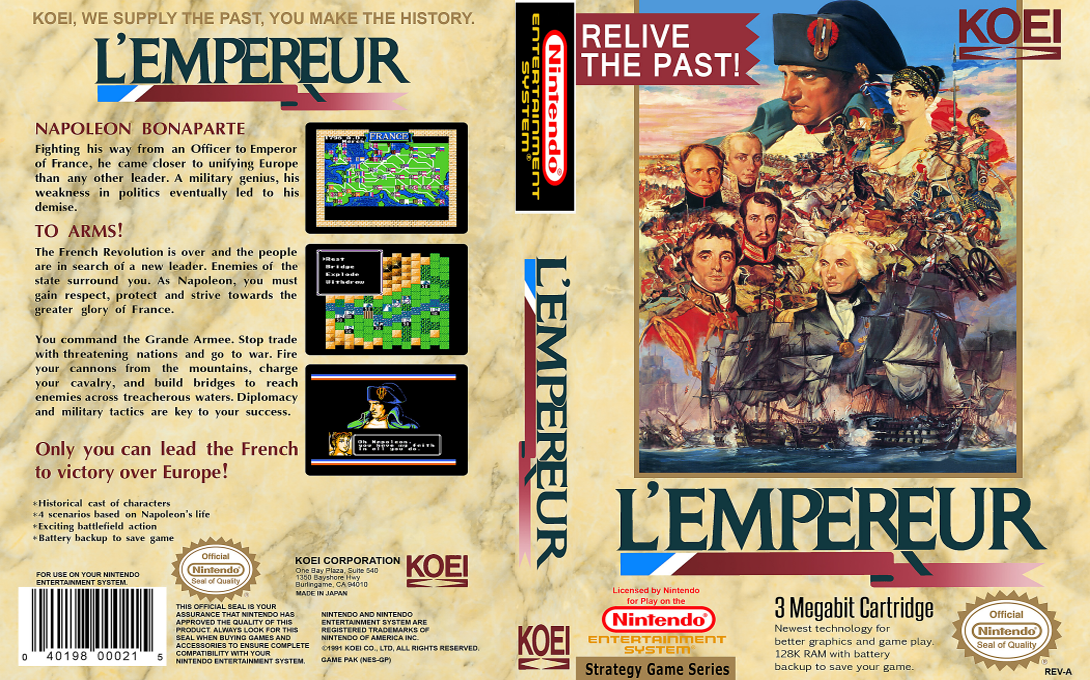 KOEI, WE SUPPLY THE PAST, YOU MAKE THE HISTORY.
L'EMPEREUR
NAPOLEON BONAPARTE
Fighting his way from an Officer to Emperor
of France, he came closer to unifying Europe
than any other leader. A military genius, his
weakness in politics eventually led to his
demise.
TO ARMS!
The French Revolution is over and the people
are in search of a new leader. Enemies of the
state surround you. As Napoleon, you must
gain respect, protect and strive towards the
greater glory of France.
You command the Grande Armee. Stop trade
with threatening nations and go to war. Fire
your cannons from the mountains, charge
your cavalry, and build bridges to reach
enemies across treacherous waters. Diplomacy
and military tactics are key to your success.
Only you can lead the French
to victory over Europe!
*Historical cast of characters
*4 scenarios based on Napoleon's life
*Exciting battlefield action
*Battery backup to save game
FRANCE
March
Rest
Bridge
Explode
Withdraw
Oh Napoleon,
you have my faith
in all you do.
FOR USE ON YOUR NINTENDO
ENTERTAINMENT SYSTEM.
0 40198 00021 5
Official
Nintendo®
Seal of Quality
THIS OFFICIAL SEAL IS YOUR
ASSURANCE THAT NINTENDO HAS
APPROVED THE QUALITY OF THIS
PRODUCT. ALWAYS LOOK FOR THIS
SEAL WHEN BUYING GAMES AND
ACCESSORIES TO ENSURE COMPLETE
COMPATIBILITY WITH YOUR
NINTENDO ENTERTAINMENT SYSTEM.
KOEI CORPORATION
One Bay Plaza, Suite 540
1350 Bayshore Hwy
Burlingame, CA 94010
MADE IN JAPAN
KOEI
NINTENDO AND NINTENDO
ENTERTAINMENT SYSTEM ARE
REGISTERED TRADEMARKS OF
NINTENDO OF AMERICA INC.
©1991 KOEI CO., LTD, ALL RIGHTS RESERVED.
GAME PAK (NES-GP)
Nintendo®
ENTERTAINMENT
SYSTEM®
L'EMPEREUR
KOEI
RELIVE
THE PAST!
KOEI
L'EMPEREUR
Licensed by Nintendo
for Play on the
Nintendo®
ENTERTAINMENT
SYSTEM®
Strategy Game Series
3 Megabit Cartridge
Newest technology for
better graphics and game play.
128K RAM with battery
backup to save your game.
Official
Nintendo®
Seal of Quality
REV-A